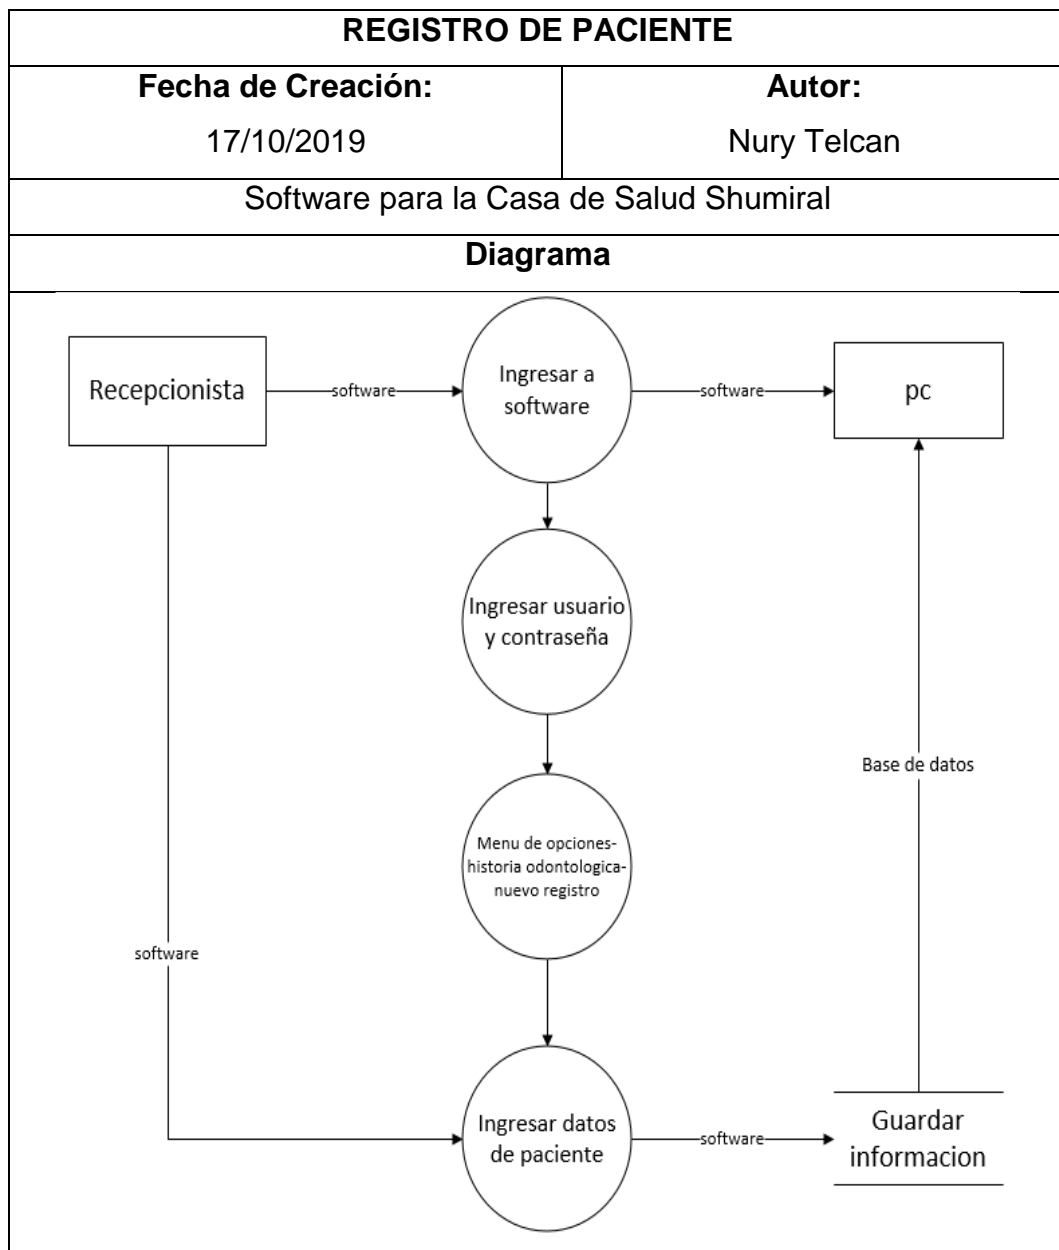 REGISTRO DE PACIENTE
Fecha de Creación:
17/10/2019
Autor:
Nury Telcan
Software para la Casa de Salud Shumiral
Diagrama
Recepcionista
software
Ingresar a
software
software
pc
Ingresar usuario
y contraseña
Base de datos
Menu de opciones-
historia odontologica-
nuevo registro
software
Ingresar datos
de paciente
software
Guardar
informacion